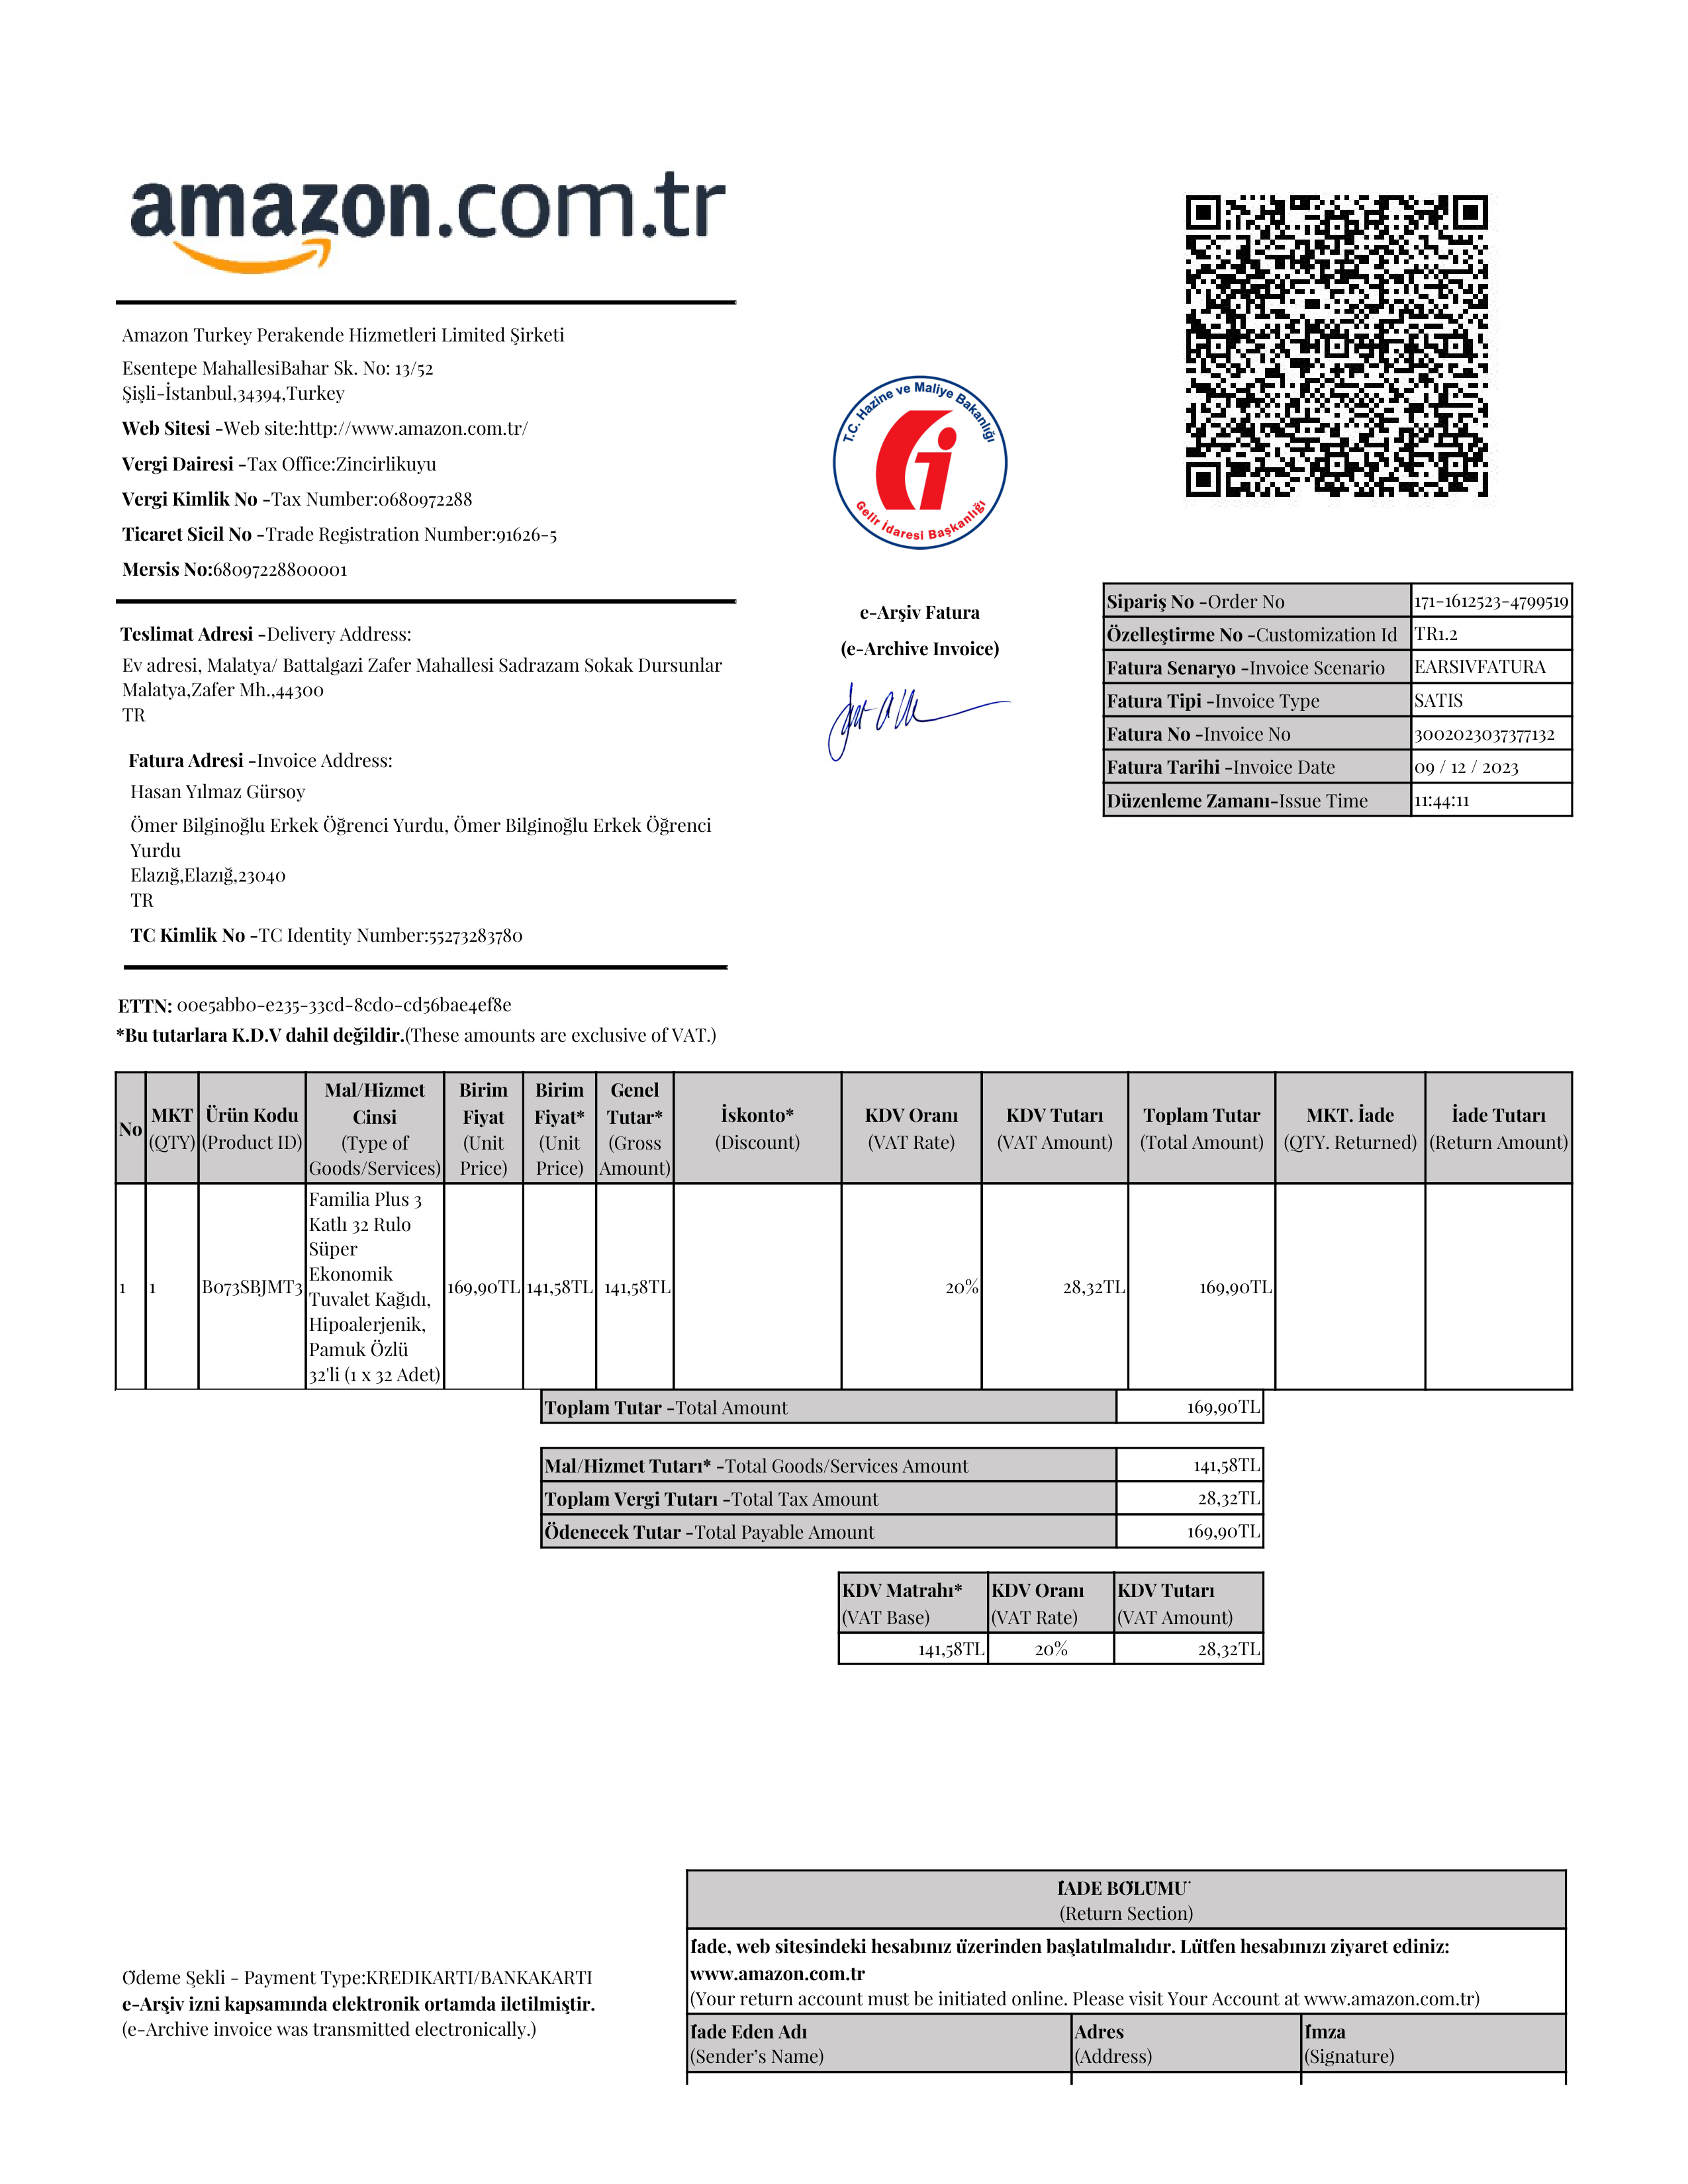 amazon.com.tr
Amazon Turkey Perakende Hizmetleri Limited Şirketi
Esentepe MahallesiBahar Sk. No: 13/52
Şişli-İstanbul,34394,Turkey
Web Sitesi -Web site:http://www.amazon.com.tr/
Vergi Dairesi -Tax Office:Zincirlikuyu
Vergi Kimlik No -Tax Number:0680972288
Ticaret Sicil No -Trade Registration Number:91626-5
Mersis No:68097228800001
T.C. Hazine ve Maliye Bakanlığı
Gelir İdaresi Başkanlığı
e-Arşiv Fatura
(e-Archive Invoice)
Sipariş No -Order No 171-1612523-4799519
Özelleştirme No -Customization Id TR1.2
Fatura Senaryo -Invoice Scenario EARSIVFATURA
Fatura Tipi -Invoice Type SATIS
Fatura No -Invoice No 3002023037377132
Fatura Tarihi -Invoice Date 09 / 12 / 2023
Düzenleme Zamanı-Issue Time 11:44:11
Teslimat Adresi -Delivery Address:
Ev adresi, Malatya/ Battalgazi Zafer Mahallesi Sadrazam Sokak Dursunlar
Malatya,Zafer Mh.,44300
TR
Fatura Adresi -Invoice Address:
Hasan Yılmaz Gürsoy
Ömer Bilginoğlu Erkek Öğrenci Yurdu, Ömer Bilginoğlu Erkek Öğrenci
Yurdu
Elazığ,Elazığ,23040
TR
TC Kimlik No -TC Identity Number:55273283780
ETTN: 00e5abb0-e235-33cd-8cd0-cd56bae4ef8e
*Bu tutarlara K.D.V dahil değildir.(These amounts are exclusive of VAT.)
No
MKT
(QTY)
Ürün Kodu
(Product ID)
Mal/Hizmet
Cinsi
(Type of
Goods/Services)
Birim
Fiyat
(Unit
Price)
Birim
Fiyat*
(Unit
Price)
Genel
Tutar*
(Gross
Amount)
İskonto*
(Discount)
KDV Oranı
(VAT Rate)
KDV Tutarı
(VAT Amount)
Toplam Tutar
(Total Amount)
MKT. İade
(QTY. Returned)
İade Tutarı
(Return Amount)
1
1
B073SBJMT3
Familia Plus 3
Katlı 32 Rulo
Süper
Ekonomik
Tuvalet Kağıdı,
Hipoalerjenik,
Pamuk Özlü
32'li (1 x 32 Adet)
169,90TL
141,58TL
141,58TL
20%
28,32TL
169,90TL
Toplam Tutar -Total Amount 169,90TL
Mal/Hizmet Tutarı* -Total Goods/Services Amount 141,58TL
Toplam Vergi Tutarı -Total Tax Amount 28,32TL
Ödenecek Tutar -Total Payable Amount 169,90TL
KDV Matrahı* KDV Oranı KDV Tutarı
(VAT Base) (VAT Rate) (VAT Amount)
141,58TL 20% 28,32TL
Ödeme Şekli - Payment Type:KREDIKARTI/BANKAKARTI
e-Arşiv izni kapsamında elektronik ortamda iletilmiştir.
(e-Archive invoice was transmitted electronically.)
İADE BÖLÜMÜ
(Return Section)
İade, web sitesindeki hesabınız üzerinden başlatılmalıdır. Lütfen hesabınızı ziyaret ediniz:
www.amazon.com.tr
(Your return account must be initiated online. Please visit Your Account at www.amazon.com.tr)
İade Eden Adı Adres İmza
(Sender's Name) (Address) (Signature)